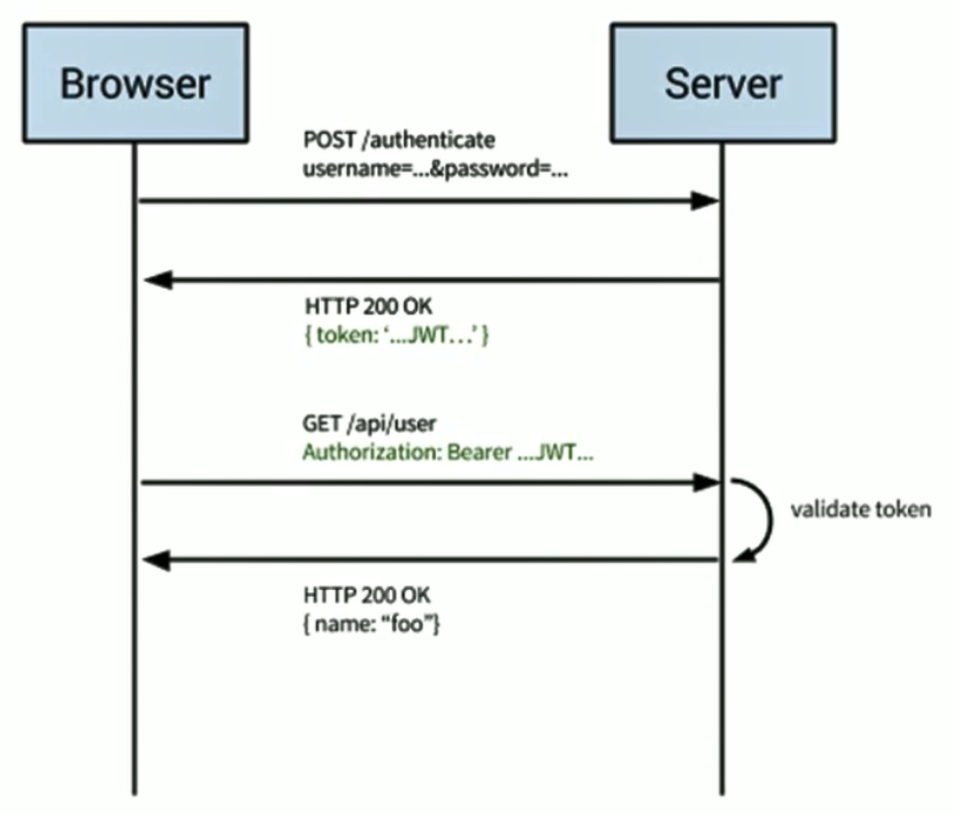 Browser
Server
POST /authenticate
username=...&password=...
HTTP 200 OK
{ token: ‘...JWT...’ }
GET /api/user
Authorization: Bearer ...JWT...
validate token
HTTP 200 OK
{ name: “foo”}